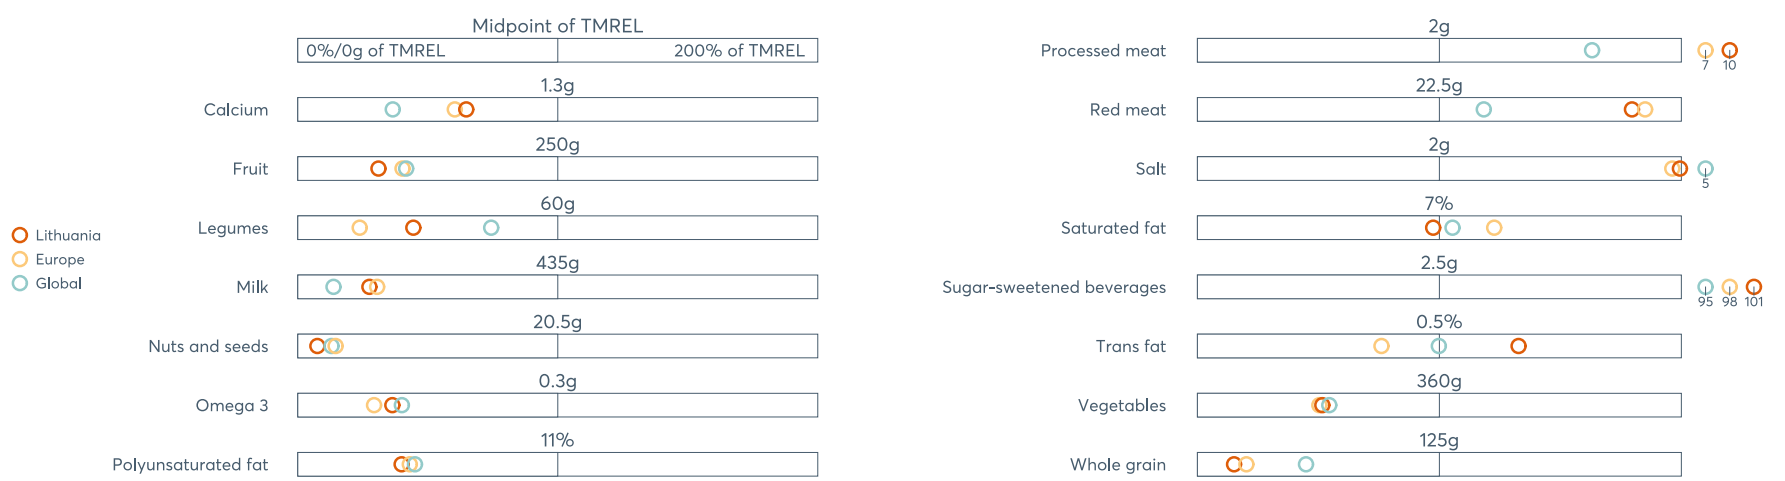 Midpoint of TMREL
0%/0g of TMREL
200% of TMREL
1.3g
Calcium
250g
Fruit
60g
Legumes
435g
Milk
20.5g
Nuts and seeds
0.3g
Omega 3
11%
Polyunsaturated fat
Lithuania
Europe
Global
2g
Processed meat
7
10
22.5g
Red meat
2g
Salt
5
7%
Saturated fat
2.5g
Sugar-sweetened beverages
95
98
101
0.5%
Trans fat
360g
Vegetables
125g
Whole grain